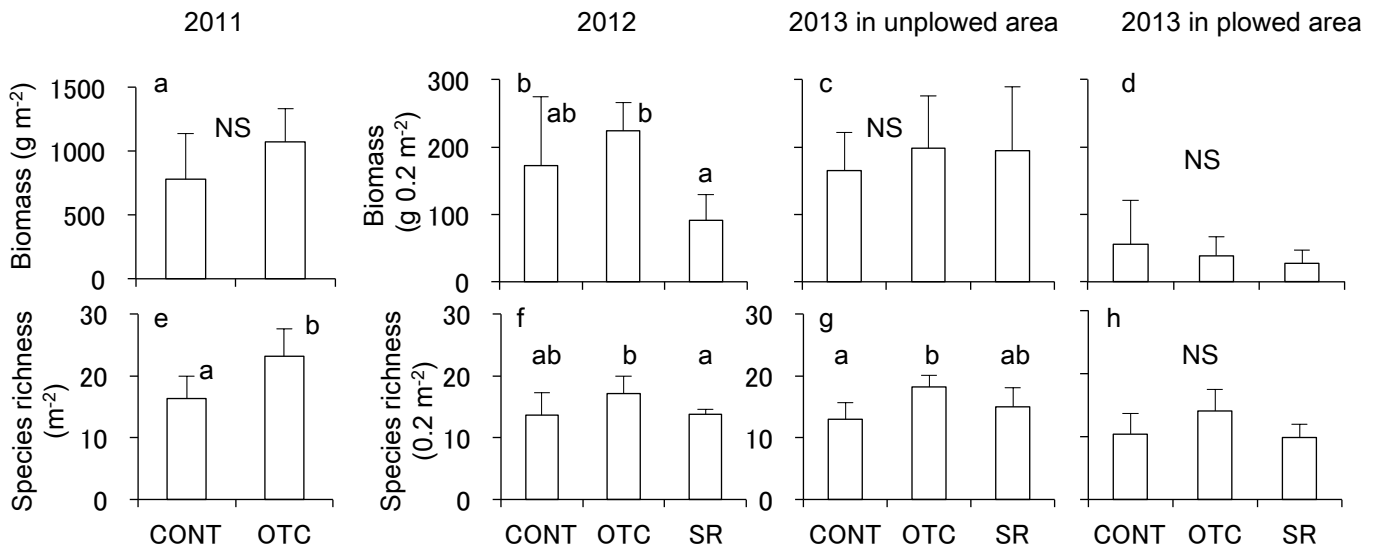 2011
2012
2013 in unplowed area
2013 in plowed area
Biomass (g m-2)
1500
1000
500
0
a
NS
Biomass
(g 0.2 m-2)
300
200
100
0
b
ab
b
a
c
NS
d
NS
Species richness
(m-2)
30
20
10
0
e
a
b
CONT
OTC
Species richness
(0.2 m-2)
30
20
10
0
f
ab
b
a
CONT
OTC
SR
30
20
10
0
g
a
b
ab
CONT
OTC
SR
h
NS
CONT
OTC
SR